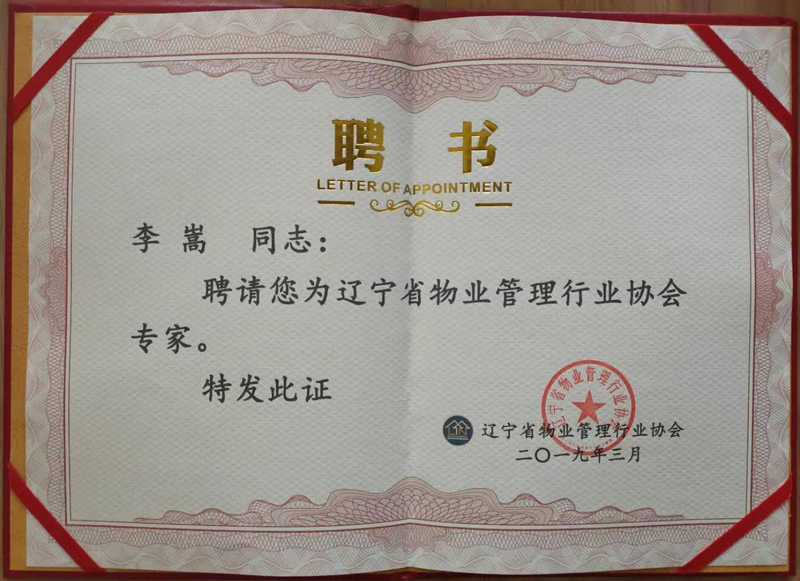 聘 书
LETTER OF APPOINTMENT
李 嵩 同志：
聘请您为辽宁省物业管理行业协会
专家。
特发此证
辽宁省物业管理行业协会
辽宁省物业管理行业协会
二〇一九年三月